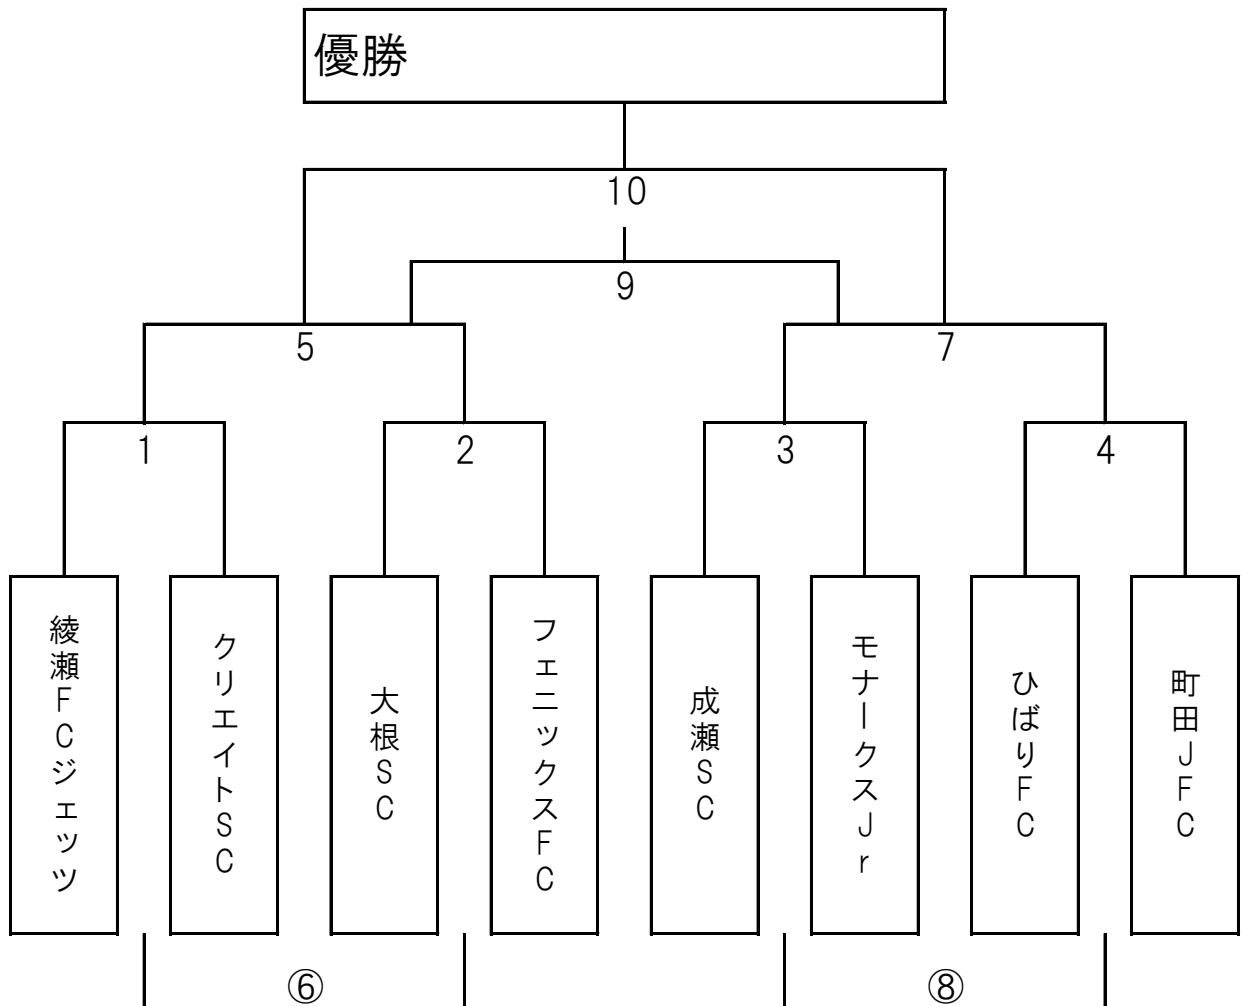 優勝
10
9
5
7
1
2
3
4
綾瀬FCジェッツ
クリエイトSC
大根SC
フェニックスFC
成瀬SC
モナークスJr
ひばりFC
町田JFC
⑥
⑧